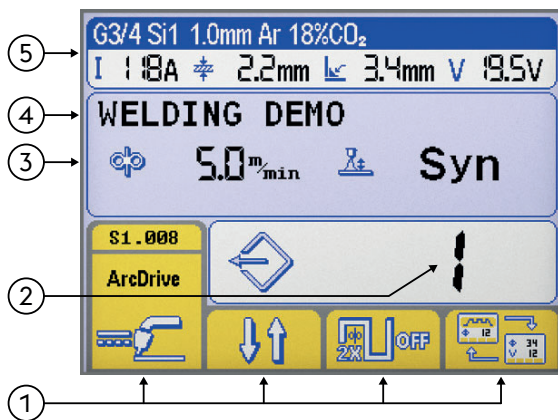 G3/4 Si1 1.0mm Ar 18%CO₂
5
I 118A 2.2mm 3.4mm V 19.5V
4
WELDING DEMO
3
5.0 m/min Syn
S1.008
ArcDrive
2
1
2X OFF
12
34
V 12
1